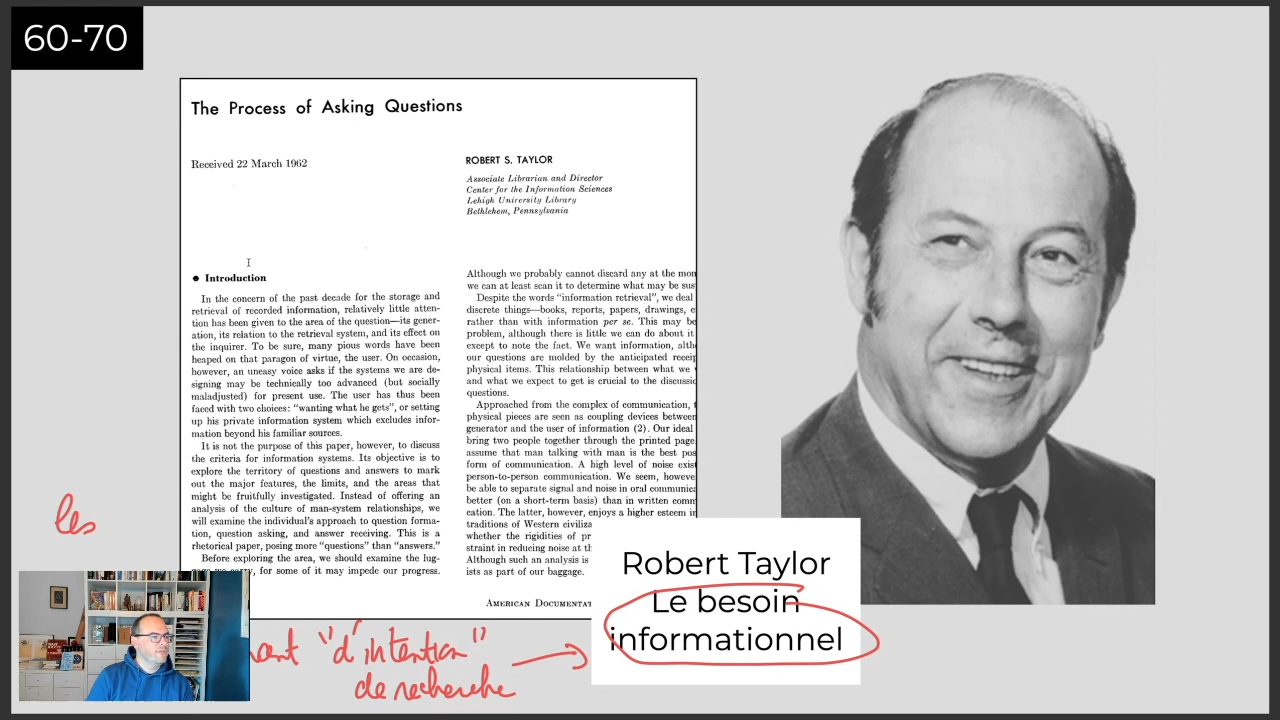 60-70
The Process of Asking Questions
Received 22 March 1962
ROBERT S. TAYLOR
Associate Librarian and Director
Center for the Information Sciences
Lehigh University Library
Bethlehem, Pennsylvania
● Introduction
In the concern of the past decade for the storage and
retrieval of recorded information, relatively little atten-
tion has been given to the area of the question—its gener-
ation, its relation to the retrieval system, and its effect on
the inquirer. To be sure, many pious words have been
heaped on that paragon of virtue, the user. On occasion,
however, an uneasy voice asks if the systems we are de-
signing may be technically too advanced (but socially
maladjusted) for present use. The user has thus been
faced with two choices: “wanting what he gets”, or setting
up his private information system which excludes infor-
mation beyond his familiar sources.
It is not the purpose of this paper, however, to discuss
the criteria for information systems. Its objective is to
explore the territory of questions and answers to mark
out the major features, the limits, and the areas that
might be fruitfully investigated. Instead of offering an
analysis of the culture of man-system relationships, we
will examine the individual’s approach to question forma-
tion, question asking, and answer receiving. This is a
rhetorical paper, posing more “questions” than “answers.”
Before exploring the area, we should examine the lug-
for some of it may impede our progress.
Although we probably cannot discard any at the
we can at least scan it to determine what may be
Despite the words “information retrieval”, we deal
discrete things—books, reports, papers, drawings,
rather than with information per se. This may be
problem, although there is little we can do about it
except to note the fact. We want information,
our questions are molded by the anticipated
physical items. This relationship between what we
and what we expect to get is crucial to the
questions.
Approached from the complex of communication,
physical pieces are seen as coupling devices between
generator and the user of information (2). Our ideal
bring two people together through the printed page
assume that man talking with man is the best
form of communication. A high level of noise
person-to-person communication. We seem,
be able to separate signal and noise in oral
better (on a short-term basis) than in written
cation. The latter, however, enjoys a higher esteem
traditions of Western
whether the rigidities of
straint in reducing noise at
Although such an analysis is
ists as part of our baggage.
AMERICAN
les
Robert Taylor
Le besoin
informationnel
"d'intention"
de recherche